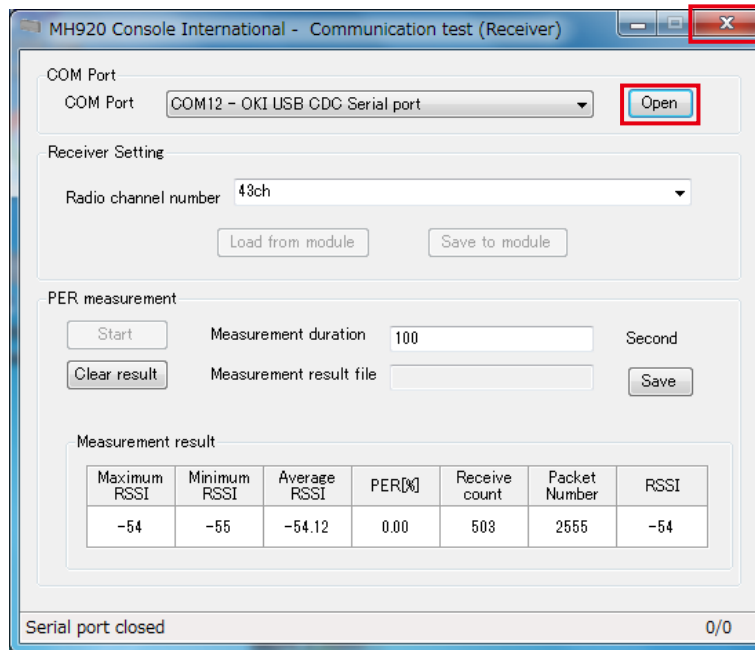 MH920 Console International - Communication test (Receiver)
COM Port
COM Port COM12 - OKI USB CDC Serial port Open
Receiver Setting
Radio channel number 43ch
Load from module Save to module
PER measurement
Start Measurement duration 100 Second
Clear result Measurement result file Save
Measurement result
Maximum RSSI Minimum RSSI Average RSSI PER[%] Receive count Packet Number RSSI
-54 -55 -54.12 0.00 503 2555 -54
Serial port closed 0/0